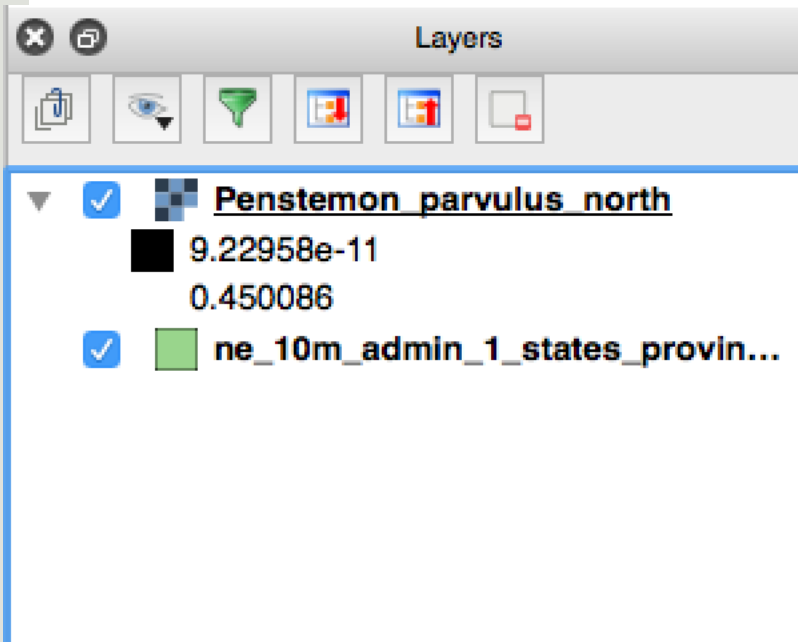 Layers
Penstemon_parvulus_north
9.22958e-11
0.450086
ne_10m_admin_1_states_provin...